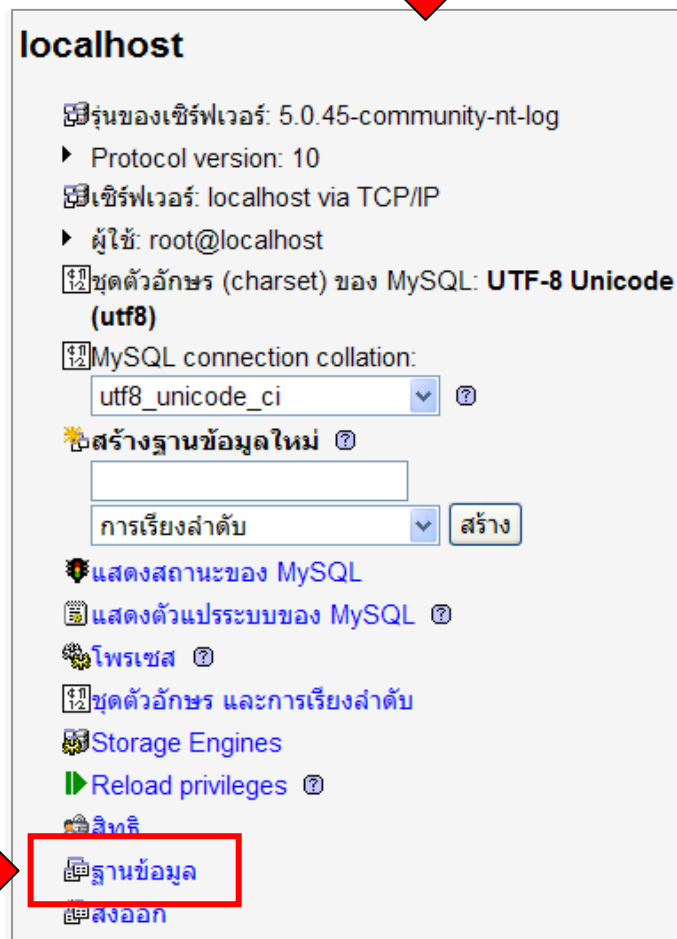 localhost
รุ่นของเซิร์ฟเวอร์: 5.0.45-community-nt-log
Protocol version: 10
เซิร์ฟเวอร์: localhost via TCP/IP
ผู้ใช้: root@localhost
ชุดตัวอักษร (charset) ของ MySQL: UTF-8 Unicode
(utf8)
MySQL connection collation:
utf8_unicode_ci
สร้างฐานข้อมูลใหม่
การเรียงลำดับ สร้าง
แสดงสถานะของ MySQL
แสดงตัวแปรระบบของ MySQL
โพรเซส
ชุดตัวอักษร และการเรียงลำดับ
Storage Engines
Reload privileges
สิทธิ
ฐานข้อมูล
ส่งออก